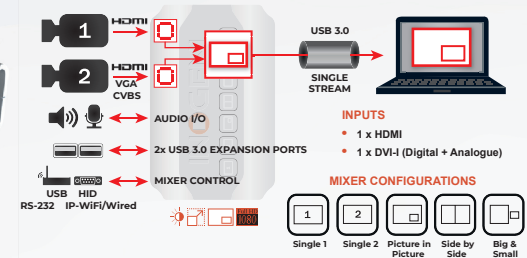 1
HDMI
USB 3.0
2
HDMI
VGA
CVBS
SINGLE
STREAM
AUDIO I/O
2x USB 3.0 EXPANSION PORTS
USB HID
MIXER CONTROL
RS-232 IP-WiFi/Wired
1080
INPUTS
• 1 x HDMI
• 1 x DVI-I (Digital + Analogue)
MIXER CONFIGURATIONS
1
2
Single 1
Single 2
Picture in
Picture
Side by
Side
Big &
Small